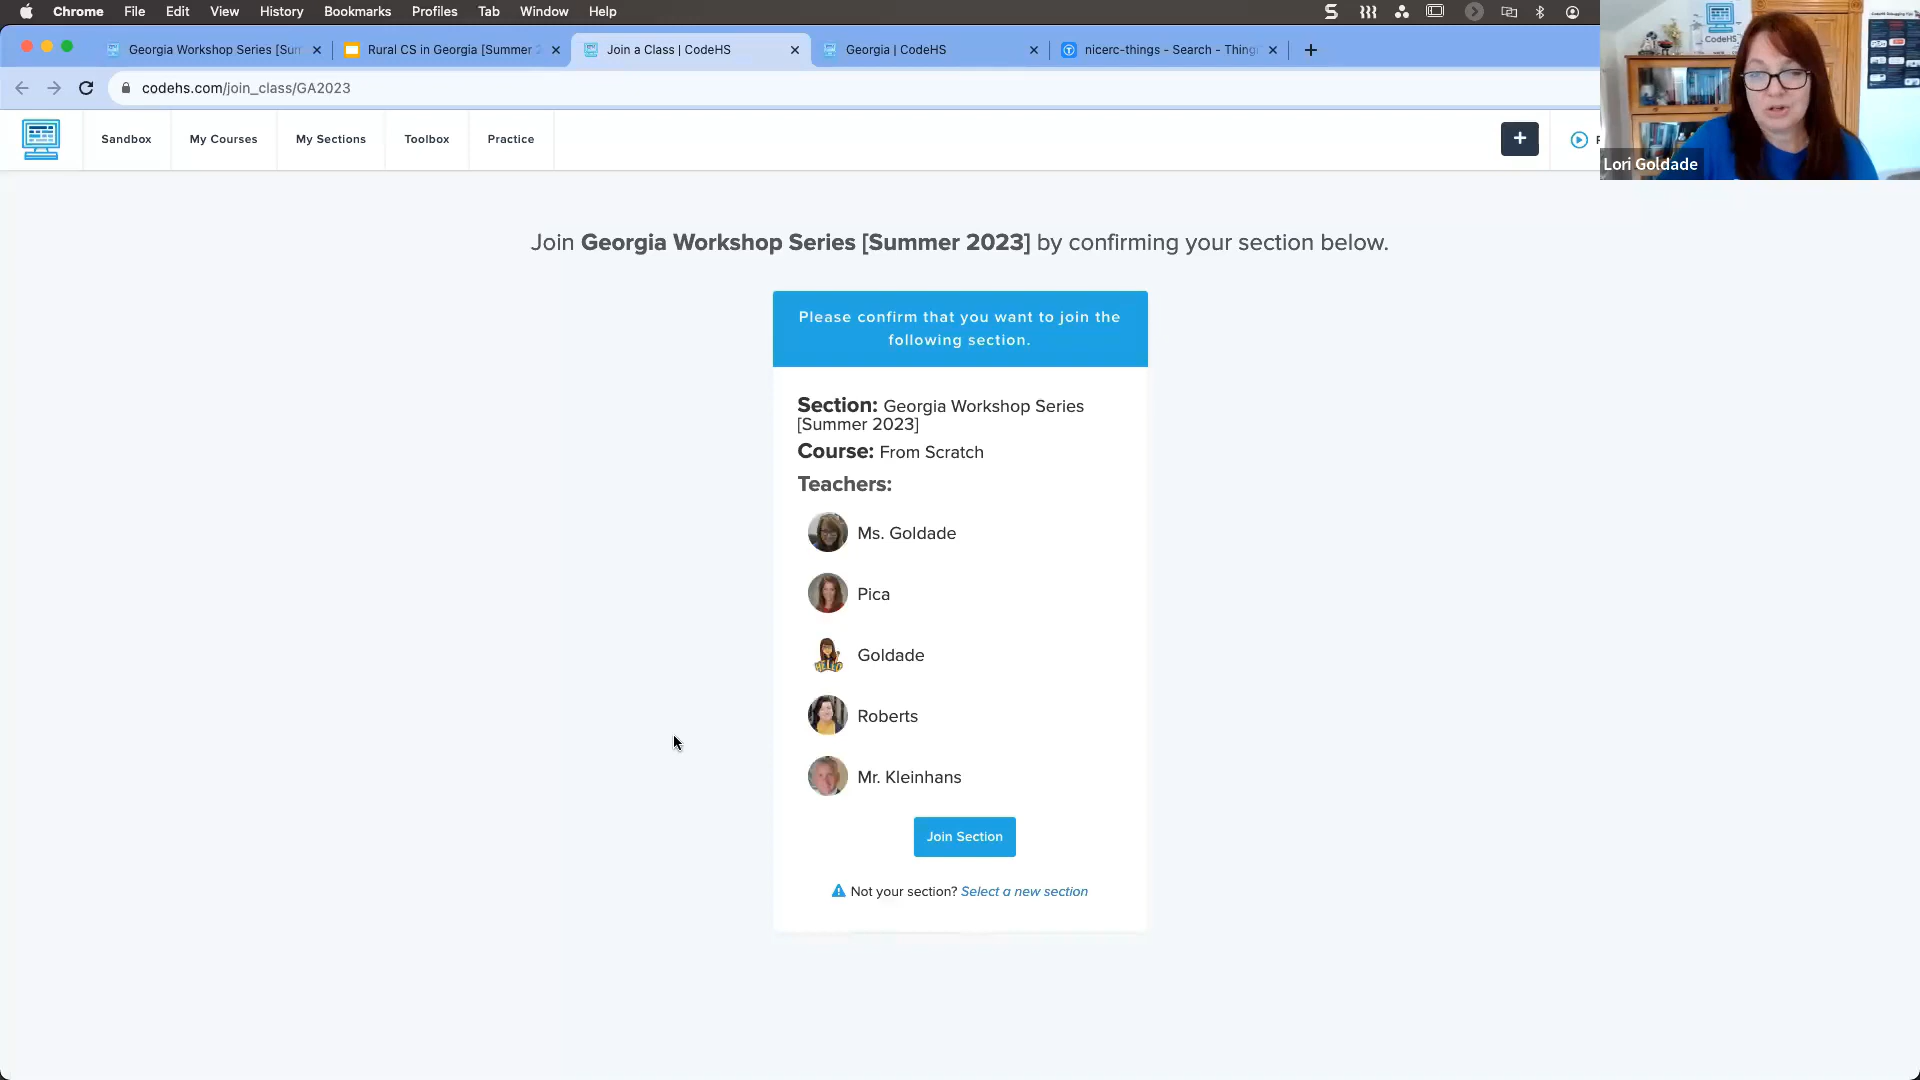 Chrome File Edit View History Bookmarks Profiles Tab Window Help
Georgia Workshop Series [Sum
Rural CS in Georgia [Summer 2
Join a Class | CodeHS
Georgia | CodeHS
nicerc-things - Search - Thing
codehs.com/join_class/GA2023
CodeHS
Sandbox
My Courses
My Sections
Toolbox
Practice
+
Lori Goldade
Join Georgia Workshop Series [Summer 2023] by confirming your section below.
Please confirm that you want to join the
following section.
Section: Georgia Workshop Series
[Summer 2023]
Course: From Scratch
Teachers:
Ms. Goldade
Pica
HELLO
Goldade
Roberts
Mr. Kleinhans
Join Section
Not your section? Select a new section